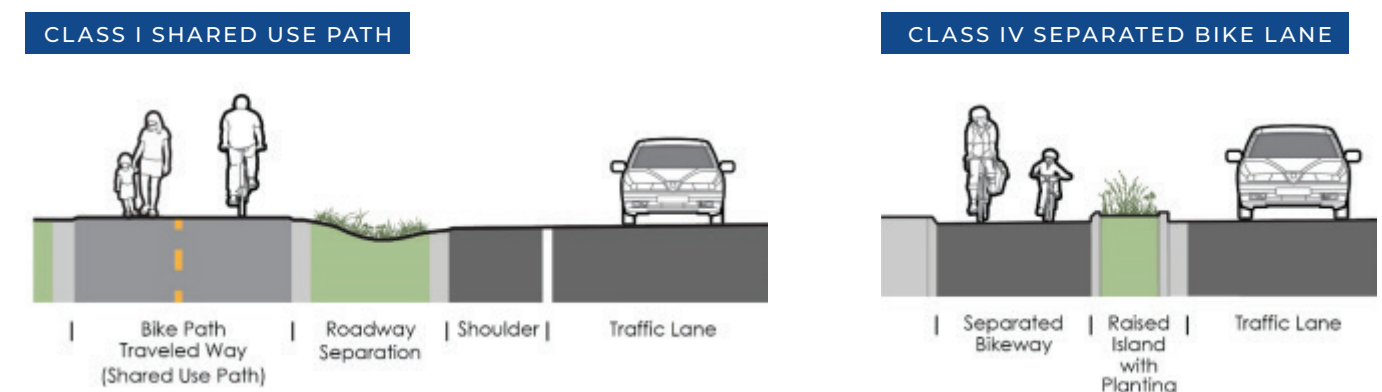 CLASS I SHARED USE PATH
Bike Path
Traveled Way
(Shared Use Path)
Roadway
Separation
Shoulder
Traffic Lane
CLASS IV SEPARATED BIKE LANE
Separated
Bikeway
Raised
Island
with
Planting
Traffic Lane